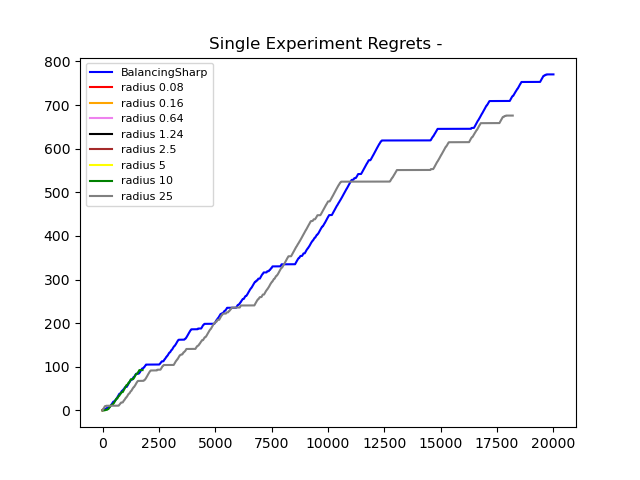 Single Experiment Regrets -
800
700
600
500
400
300
200
100
0
BalancingSharp
radius 0.08
radius 0.16
radius 0.64
radius 1.24
radius 2.5
radius 5
radius 10
radius 25
0 2500 5000 7500 10000 12500 15000 17500 20000